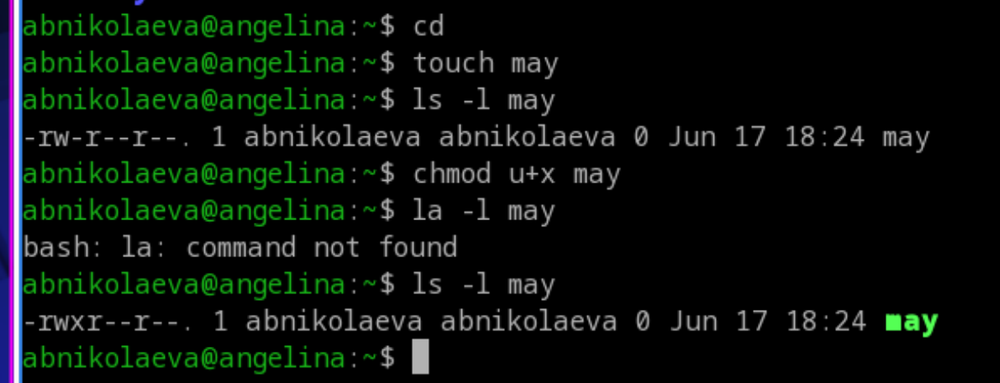 abnikolaeva@angelina:~$ cd
abnikolaeva@angelina:~$ touch may
abnikolaeva@angelina:~$ ls -l may
-rw-r--r--. 1 abnikolaeva abnikolaeva 0 Jun 17 18:24 may
abnikolaeva@angelina:~$ chmod u+x may
abnikolaeva@angelina:~$ la -l may
bash: la: command not found
abnikolaeva@angelina:~$ ls -l may
-rwxr--r--. 1 abnikolaeva abnikolaeva 0 Jun 17 18:24 may
abnikolaeva@angelina:~$